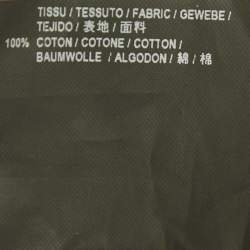 TISSU / TESSUTO / FABRIC / GEWEBE /
TEJIDO / 表地 / 面料
100% COTON / COTONE / COTTON /
BAUMWOLLE / ALGODON / 綿 / 棉